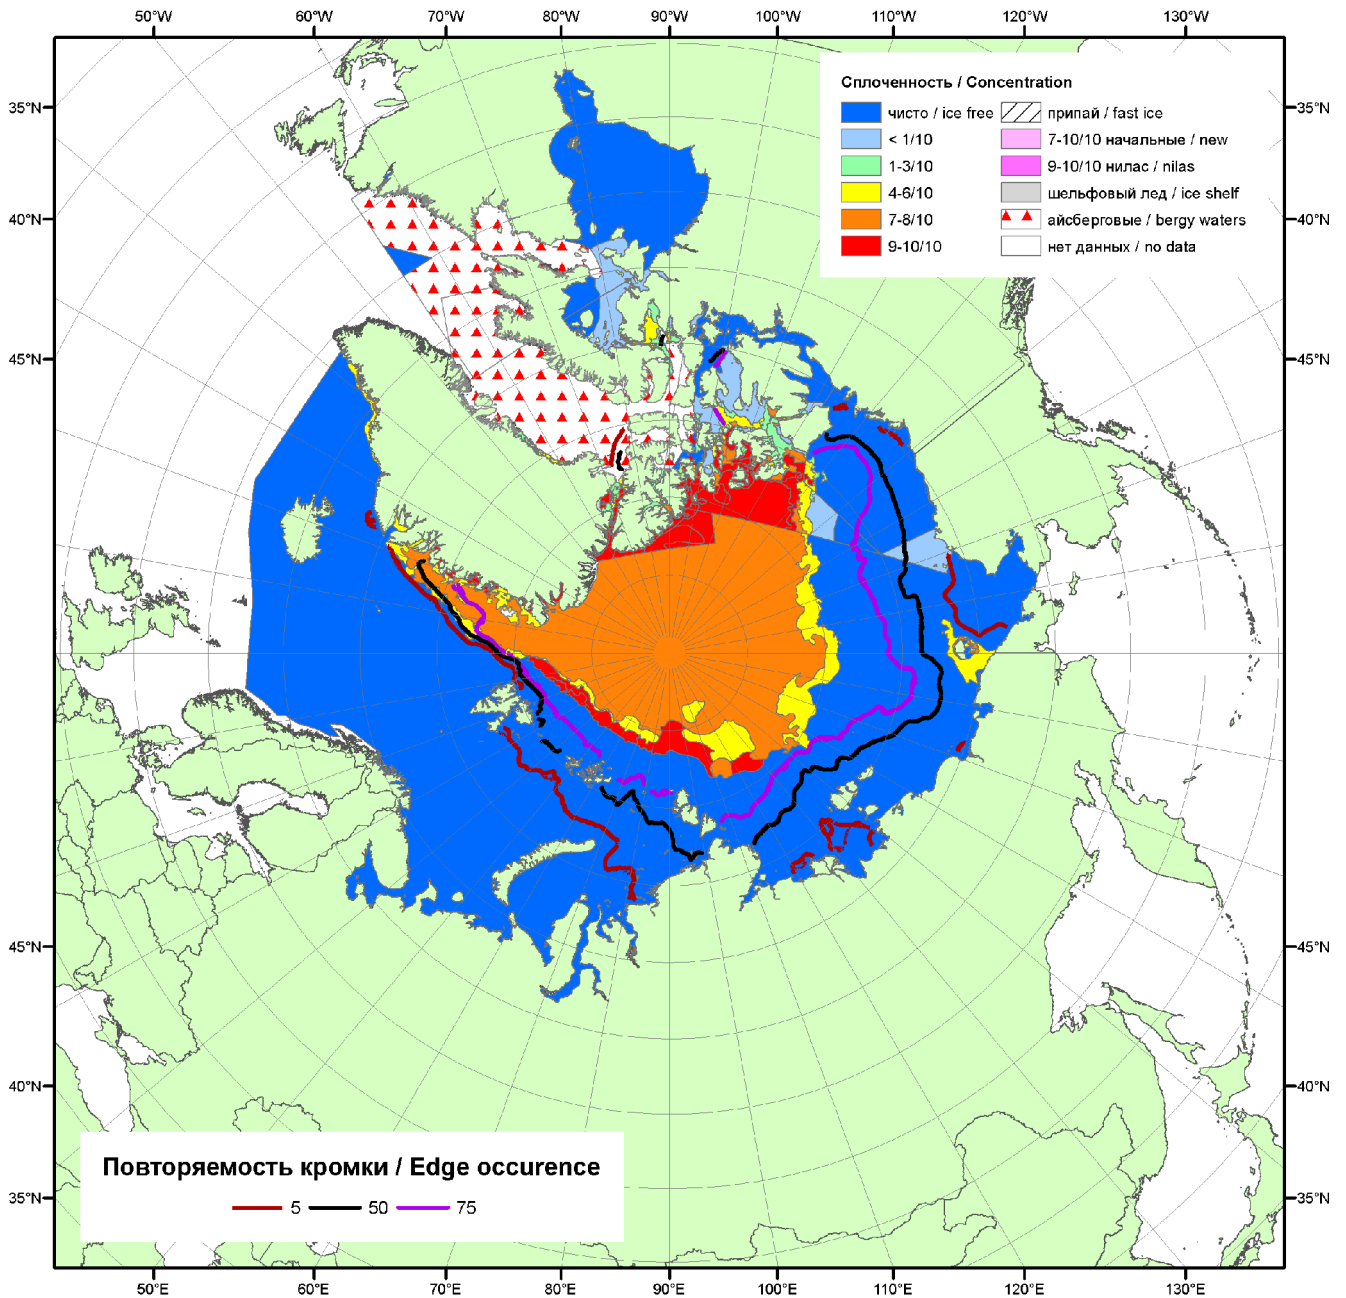 60°W 70°W 80°W 90°W 100°W 110°W 120°W 130°W
50°W
35°N 35°N
40°N 40°N
45°N 45°N
45°N 45°N
40°N 40°N
35°N 35°N
Сплоченность / Concentration
чисто / ice free
< 1/10
1-3/10
4-6/10
7-8/10
9-10/10
припай / fast ice
7-10/10 начальные / new
9-10/10 нилас / nilas
шельфовый лед / ice shelf
айсберговые / bergy waters
нет данных / no data
Повторяемость кромки / Edge occurence
5 50 75
50°E 60°E 70°E 80°E 90°E 100°E 110°E 120°E 130°E